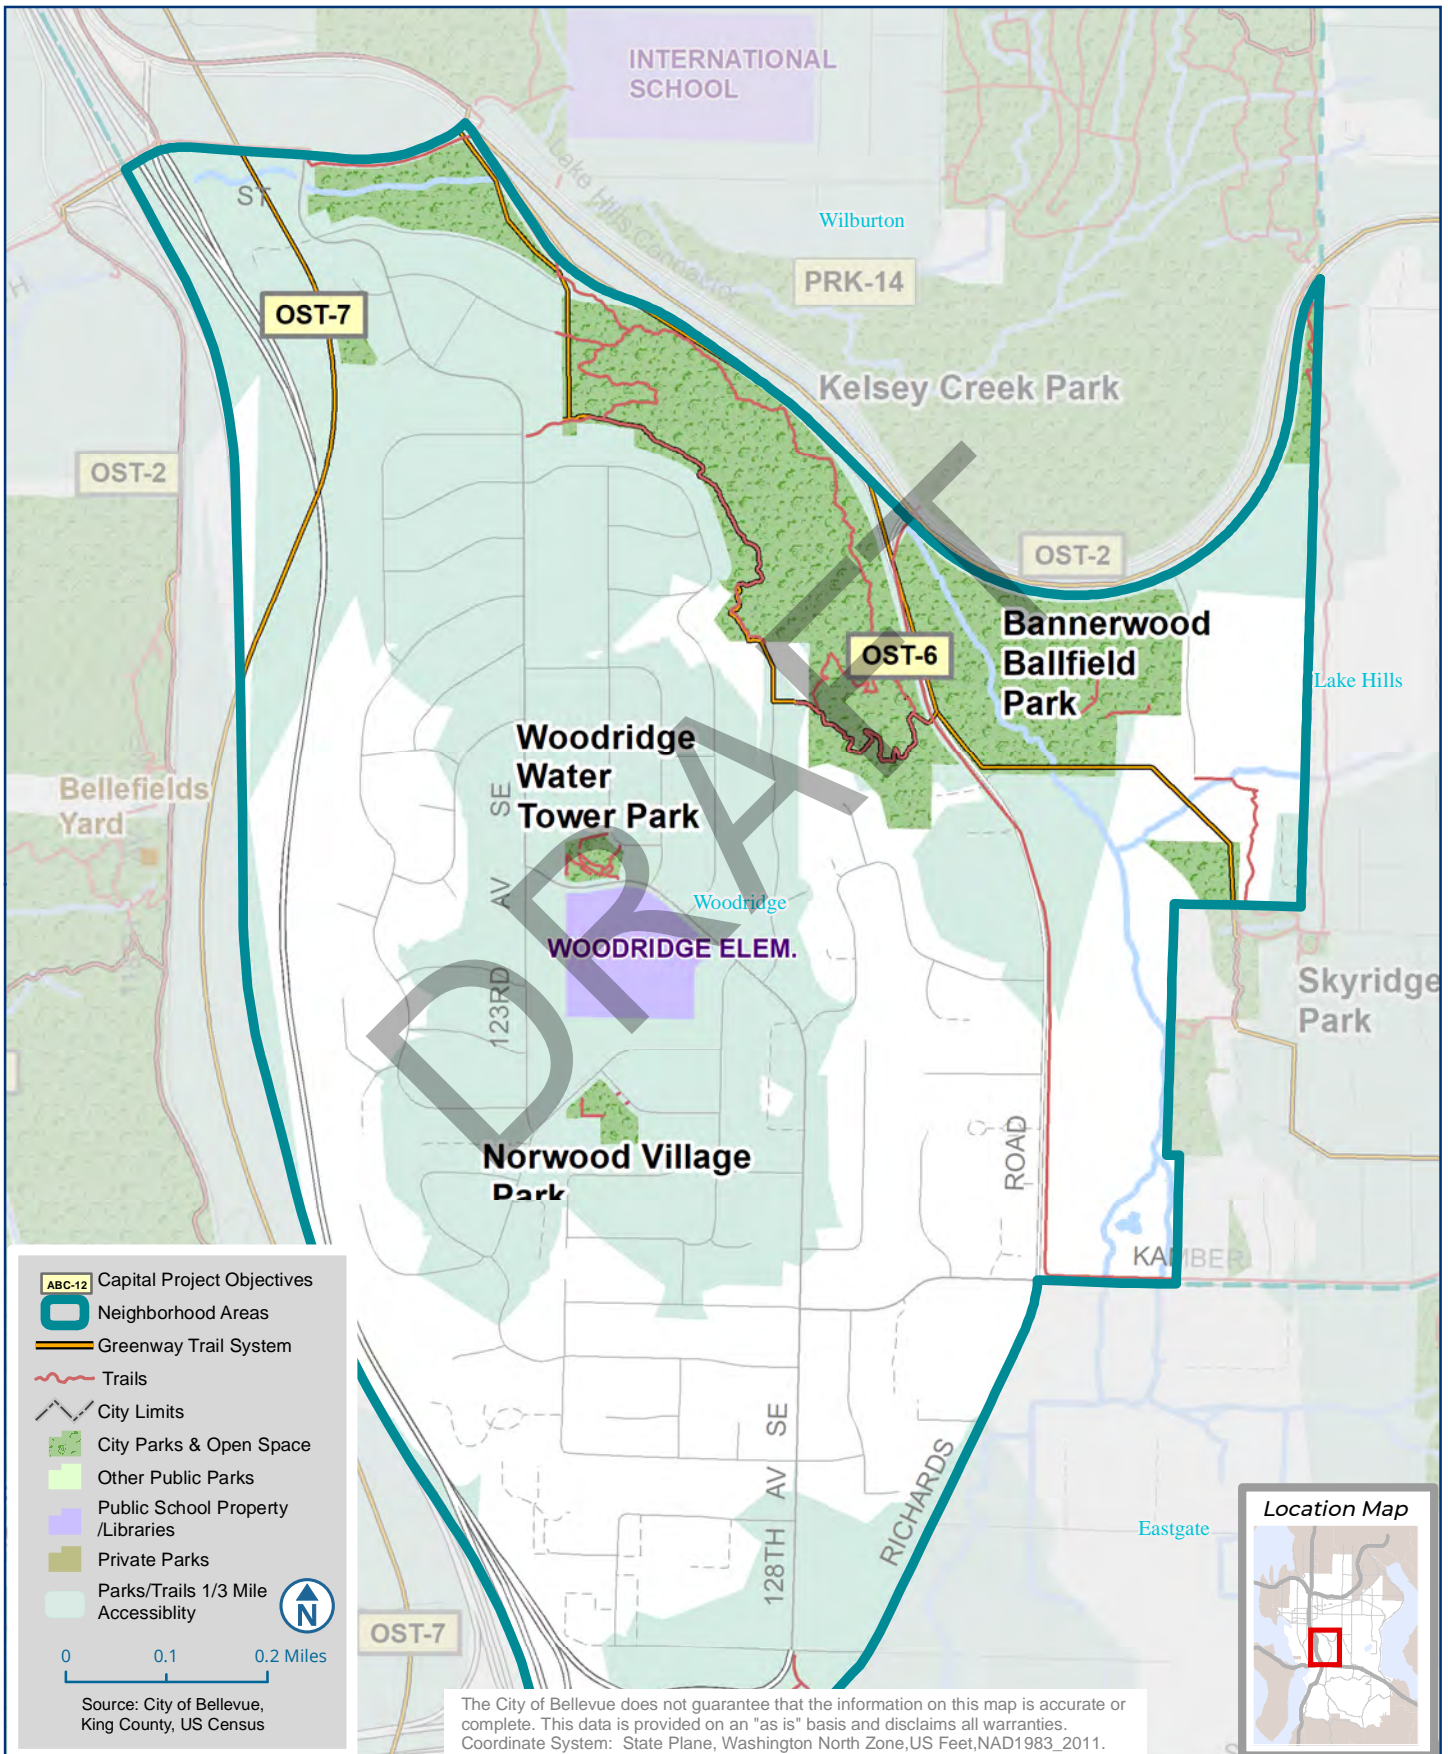 INTERNATIONAL
SCHOOL
Lake Hills Connector
Wilburton
ST
PRK-14
OST-7
H
Kelsey Creek Park
OST-2
OST-2
Bannerwood
Ballfield
Park
OST-6
Lake Hills
Woodridge
Water
Tower Park
Bellefields
Yard
123RD AV SE
Woodridge
WOODRIDGE ELEM.
Skyridge
Park
DRAFT
Norwood Village
Park
ROAD
KAMBER
128TH AV SE
RICHARDS
Eastgate
OST-7
ABC-12 Capital Project Objectives
Neighborhood Areas
Greenway Trail System
Trails
City Limits
City Parks & Open Space
Other Public Parks
Public School Property
/Libraries
Private Parks
Parks/Trails 1/3 Mile
Accessiblity
N
0 0.1 0.2 Miles
Source: City of Bellevue,
King County, US Census
Location Map
The City of Bellevue does not guarantee that the information on this map is accurate or
complete. This data is provided on an "as is" basis and disclaims all warranties.
Coordinate System: State Plane, Washington North Zone,US Feet,NAD1983_2011.